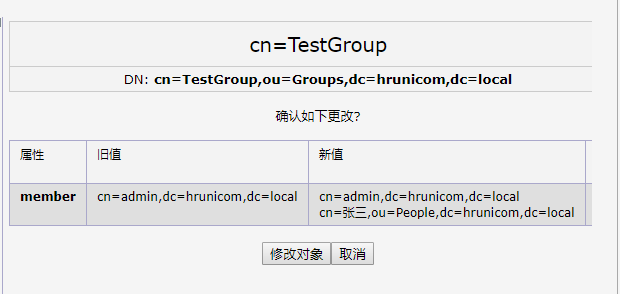 cn=TestGroup
DN: cn=TestGroup,ou=Groups,dc=hrunicom,dc=local
确认如下更改?
属性 旧值 新值
member cn=admin,dc=hrunicom,dc=local cn=admin,dc=hrunicom,dc=local
cn=张三,ou=People,dc=hrunicom,dc=local
修改对象 取消